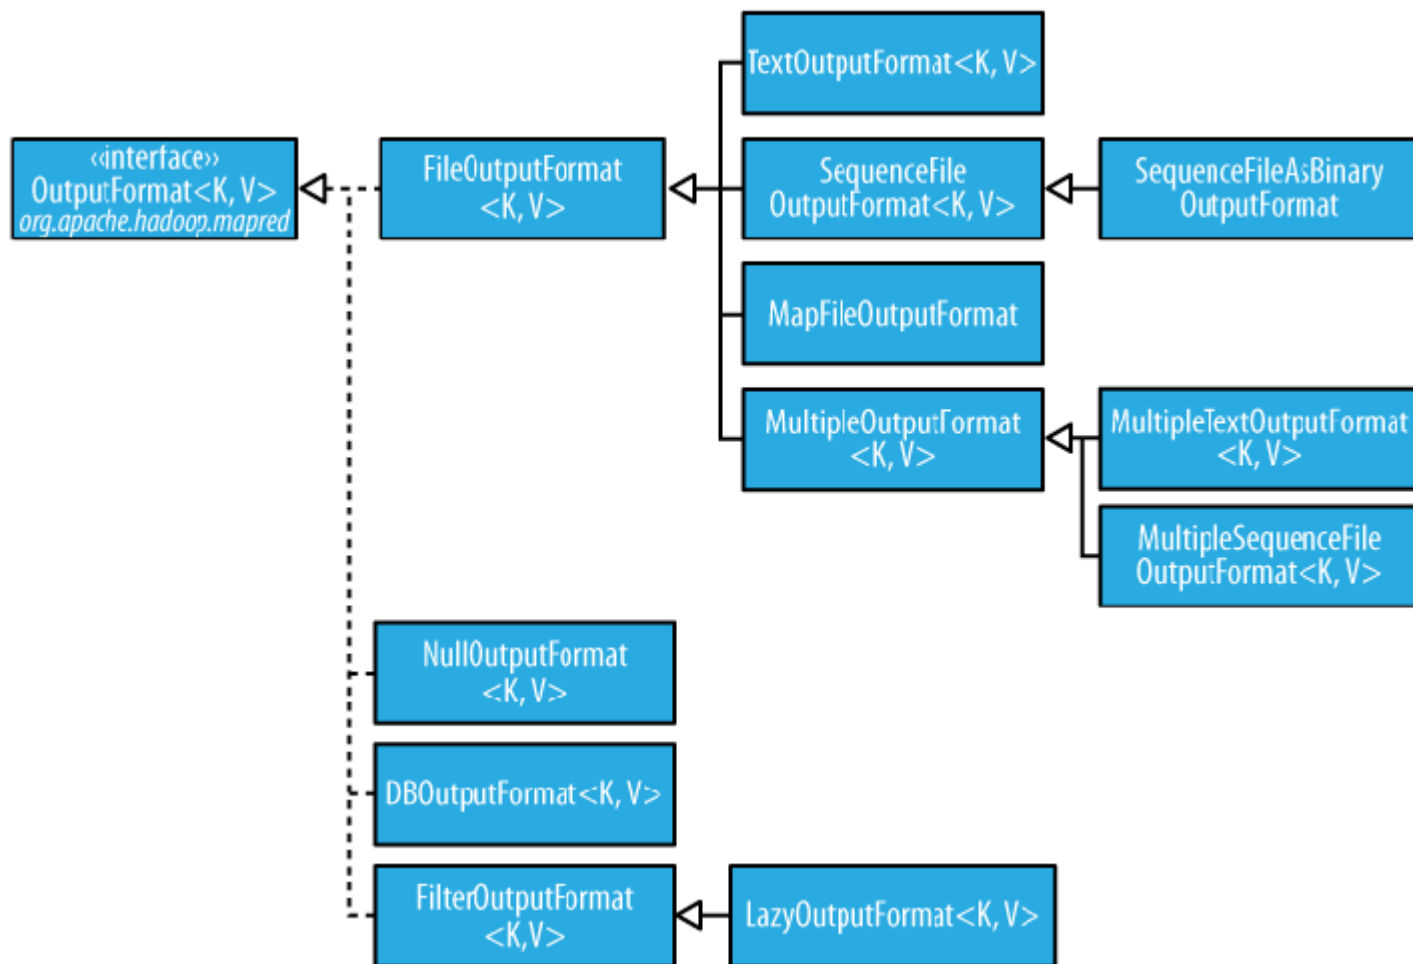 TextOutputFormat<K, V>
‹‹interface››
OutputFormat<K, V>
org.apache.hadoop.mapred
FileOutputFormat
<K, V>
SequenceFile
OutputFormat<K, V>
SequenceFileAsBinary
OutputFormat
MapFileOutputFormat
MultipleOutputFormat
<K, V>
MultipleTextOutputFormat
<K, V>
MultipleSequenceFile
OutputFormat<K, V>
NullOutputFormat
<K, V>
DBOutputFormat<K, V>
FilterOutputFormat
<K,V>
LazyOutputFormat<K, V>